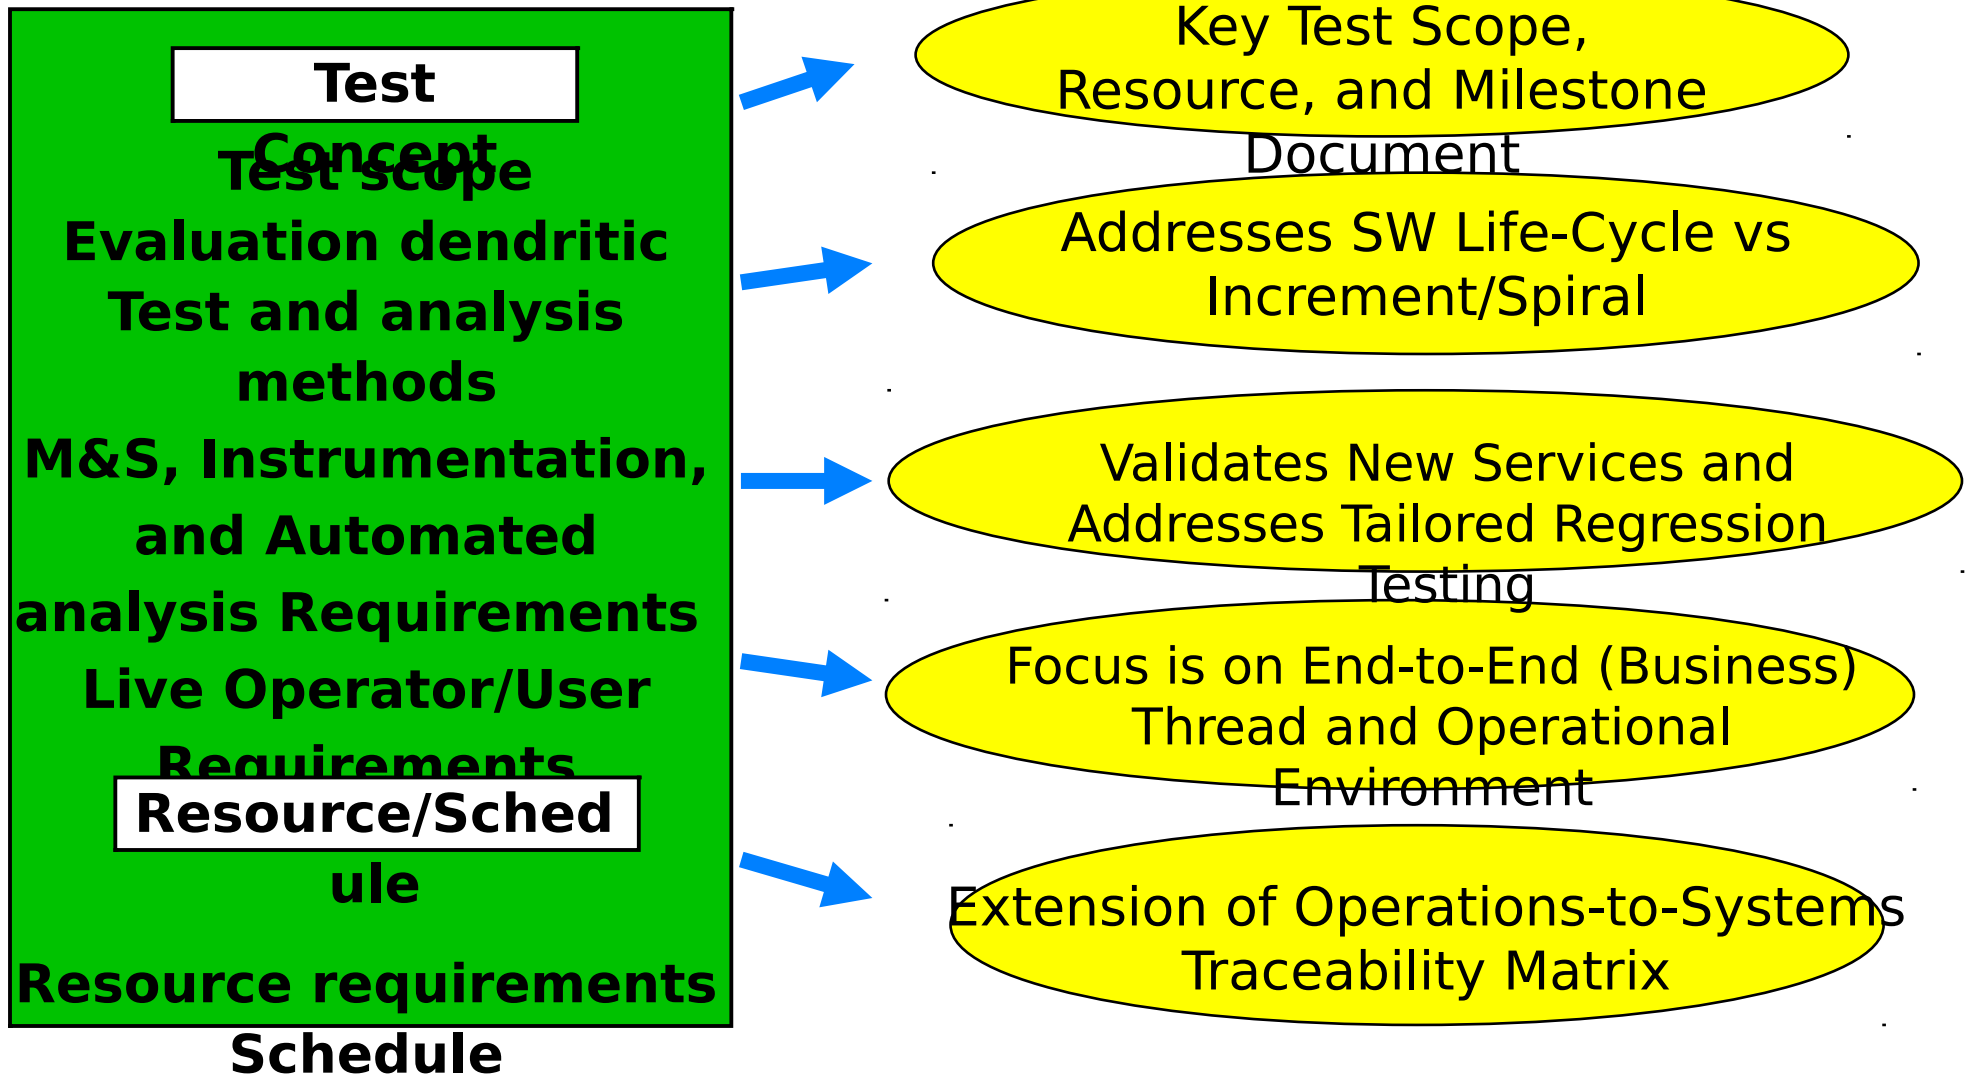 Test
Concept
Test scope
Evaluation dendritic
Test and analysis
methods
M&S, Instrumentation,
and Automated
analysis Requirements
Live Operator/User
Requirements
Resource/Sched
ule
Resource requirements
Schedule
Key Test Scope,
Resource, and Milestone
Document
Addresses SW Life-Cycle vs
Increment/Spiral
Validates New Services and
Addresses Tailored Regression
Testing
Focus is on End-to-End (Business)
Thread and Operational
Environment
Extension of Operations-to-Systems
Traceability Matrix